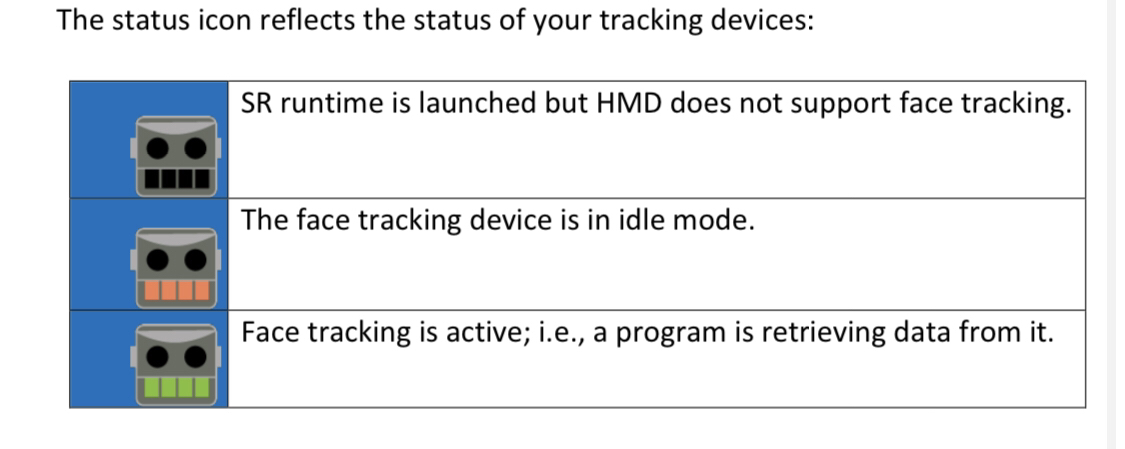 The status icon reflects the status of your tracking devices:
SR runtime is launched but HMD does not support face tracking.
The face tracking device is in idle mode.
Face tracking is active; i.e., a program is retrieving data from it.